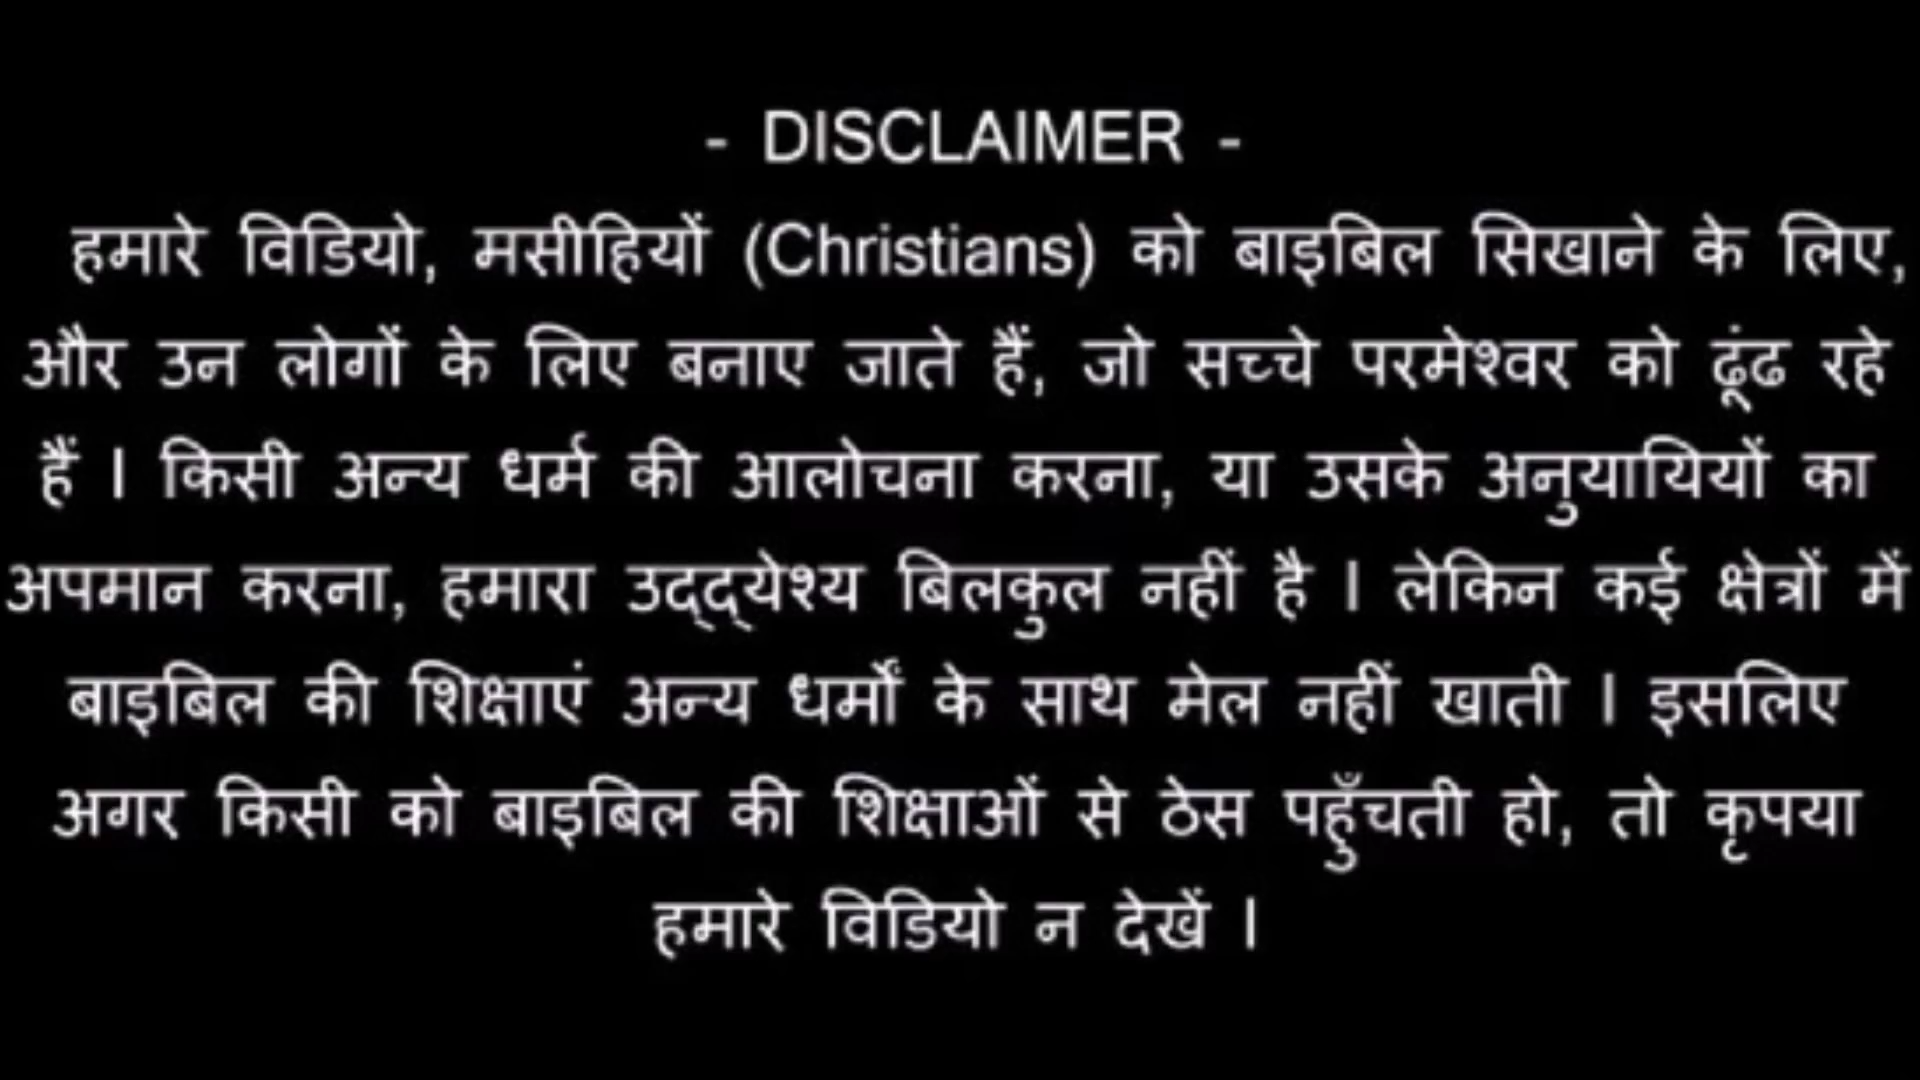 - DISCLAIMER -
हमारे विडियो, मसीहियों (Christians) को बाइबिल सिखाने के लिए,
और उन लोगों के लिए बनाए जाते हैं, जो सच्चे परमेश्वर को ढूंढ रहे
हैं । किसी अन्य धर्म की आलोचना करना, या उसके अनुयायियों का
अपमान करना, हमारा उद्द्येश्य बिलकुल नहीं है । लेकिन कई क्षेत्रों में
बाइबिल की शिक्षाएं अन्य धर्मों के साथ मेल नहीं खाती । इसलिए
अगर किसी को बाइबिल की शिक्षाओं से ठेस पहुँचती हो, तो कृपया
हमारे विडियो न देखें ।